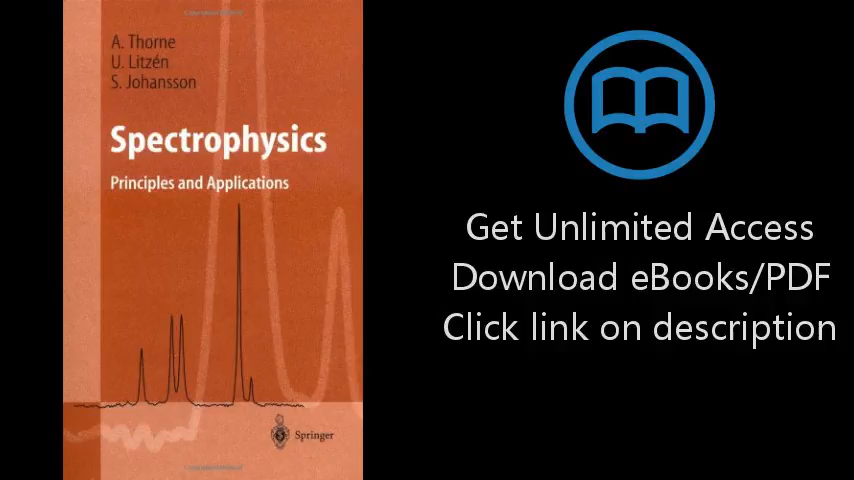 A. Thorne
U. Litzén
S. Johansson
Spectrophysics
Principles and Applications
Springer
Get Unlimited Access
Download eBooks/PDF
Click link on description